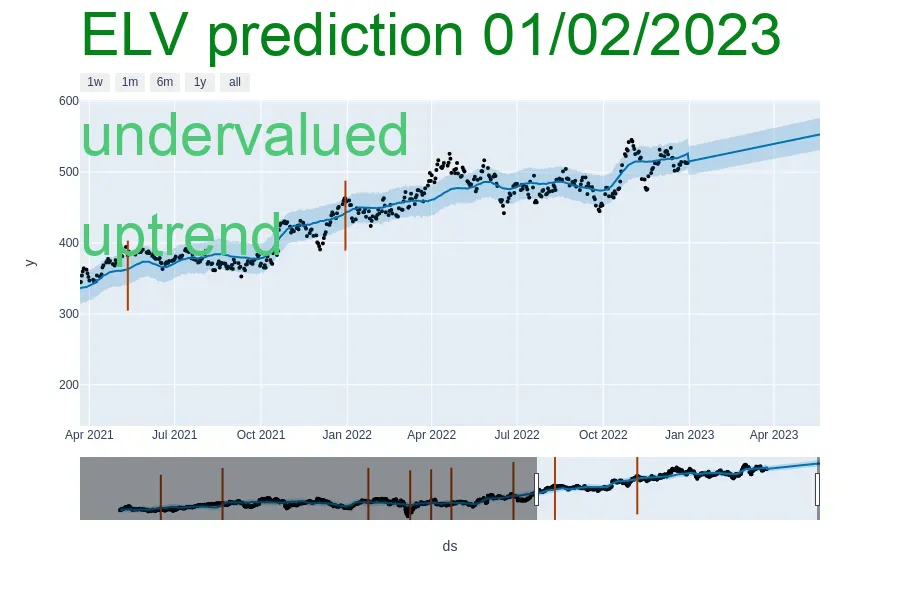 ELV prediction 01/02/2023
1w 1m 6m 1y all
600
undervalued
500
uptrend
400
y
300
200
Apr 2021 Jul 2021 Oct 2021 Jan 2022 Apr 2022 Jul 2022 Oct 2022 Jan 2023 Apr 2023
ds